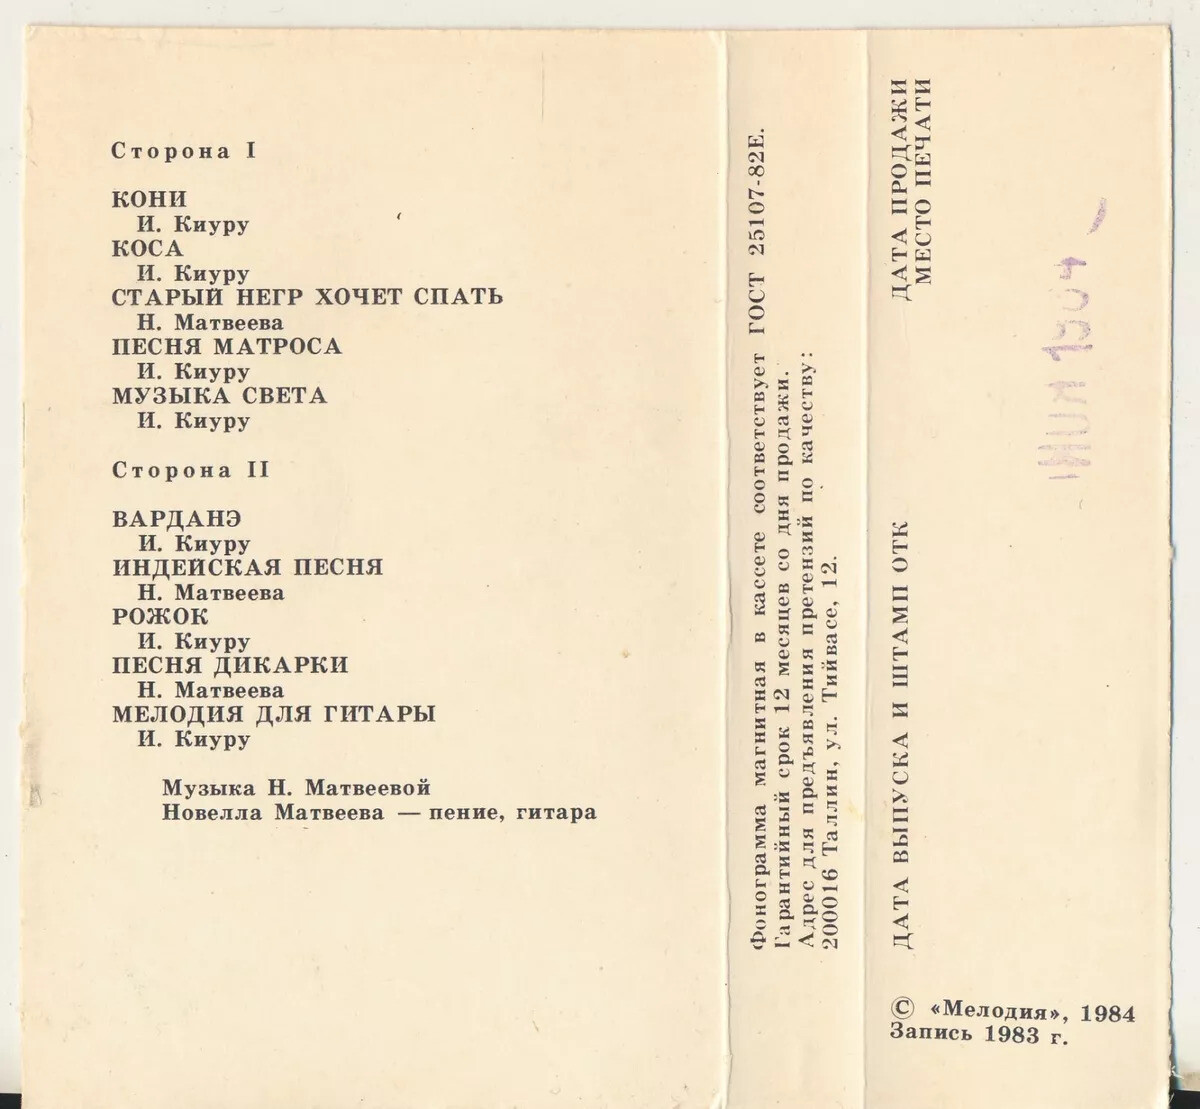 Сторона I
КОНИ
И. Киуру
КОСА
И. Киуру
СТАРЫЙ НЕГР ХОЧЕТ СПАТЬ
Н. Матвеева
ПЕСНЯ МАТРОСА
И. Киуру
МУЗЫКА СВЕТА
И. Киуру
Сторона II
ВАРДАНЭ
И. Киуру
ИНДЕЙСКАЯ ПЕСНЯ
Н. Матвеева
РОЖОК
И. Киуру
ПЕСНЯ ДИКАРКИ
Н. Матвеева
МЕЛОДИЯ ДЛЯ ГИТАРЫ
И. Киуру
Музыка Н. Матвеевой
Новелла Матвеева — пение, гитара
Фонограмма магнитная в кассете соответствует ГОСТ 25107-82Е.
Гарантийный срок 12 месяцев со дня продажи.
Адрес для предъявления претензий по качеству:
200016 Таллин, ул. Тийвасе, 12.
ДАТА ВЫПУСКА И ШТАМП ОТК
ДАТА ПРОДАЖИ
МЕСТО ПЕЧАТИ
© «Мелодия», 1984
Запись 1983 г.